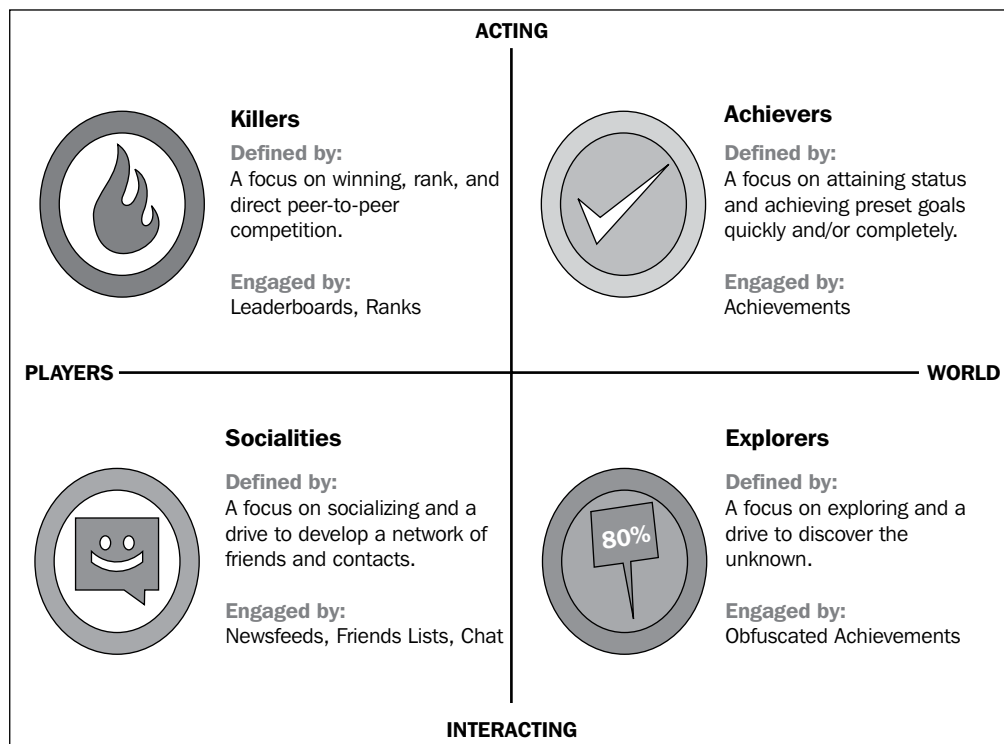 ACTING
Killers
Defined by:
A focus on winning, rank, and
direct peer-to-peer
competition.
Engaged by:
Leaderboards, Ranks
Achievers
Defined by:
A focus on attaining status
and achieving preset goals
quickly and/or completely.
Engaged by:
Achievements
PLAYERS
WORLD
Socialities
Defined by:
A focus on socializing and a
drive to develop a network of
friends and contacts.
Engaged by:
Newsfeeds, Friends Lists, Chat
80%
Explorers
Defined by:
A focus on exploring and a
drive to discover the
unknown.
Engaged by:
Obfuscated Achievements
INTERACTING